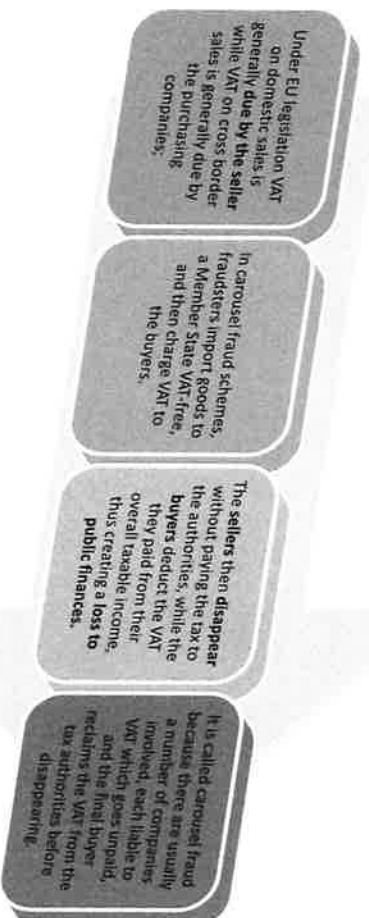 Under EU legislation VAT
on domestic sales is
generally due by the seller
while VAT on cross border
sales is generally due by
the purchasing
companies;
In carousel fraud schemes,
fraudsters import goods to
a Member State VAT-free,
and then charge VAT to
the buyers.
The sellers then disappear
without paying the tax to
the authorities, while the
buyers deduct the VAT
they paid from their
overall taxable income,
thus creating a loss to
public finances.
It is called carousel fraud
because there are usually
a number of companies
involved, each liable to
VAT which goes unpaid,
and the final buyer
reclaims the VAT from the
tax authorities before
disappearing.